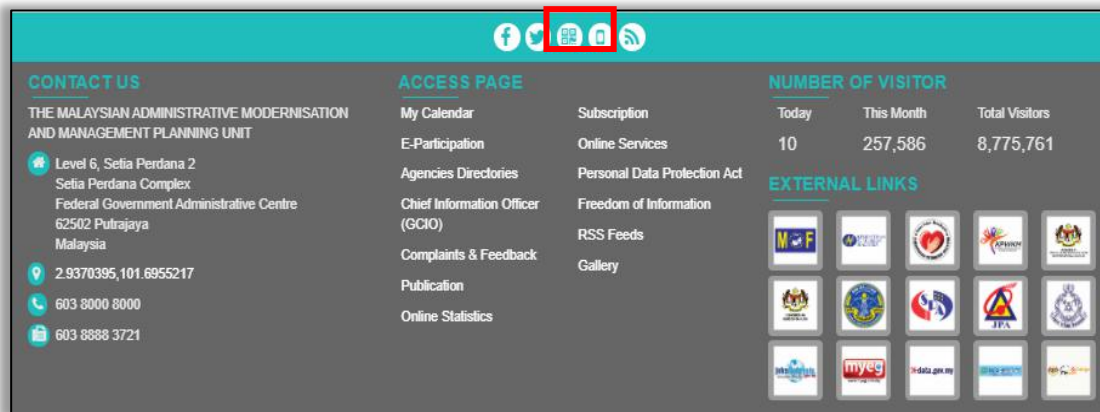 CONTACT US
THE MALAYSIAN ADMINISTRATIVE MODERNISATION
AND MANAGEMENT PLANNING UNIT
Level 6, Setia Perdana 2
Setia Perdana Complex
Federal Government Administrative Centre
62502 Putrajaya
Malaysia
2.9370395,101.6955217
603 8000 8000
603 8888 3721
ACCESS PAGE
My Calendar
E-Participation
Agencies Directories
Chief Information Officer
(GCIO)
Complaints & Feedback
Publication
Online Statistics
Subscription
Online Services
Personal Data Protection Act
Freedom of Information
RSS Feeds
Gallery
NUMBER OF VISITOR
Today This Month Total Visitors
10 257,586 8,775,761
EXTERNAL LINKS
MOF
SPA
JPA
myeg
data.gov.my